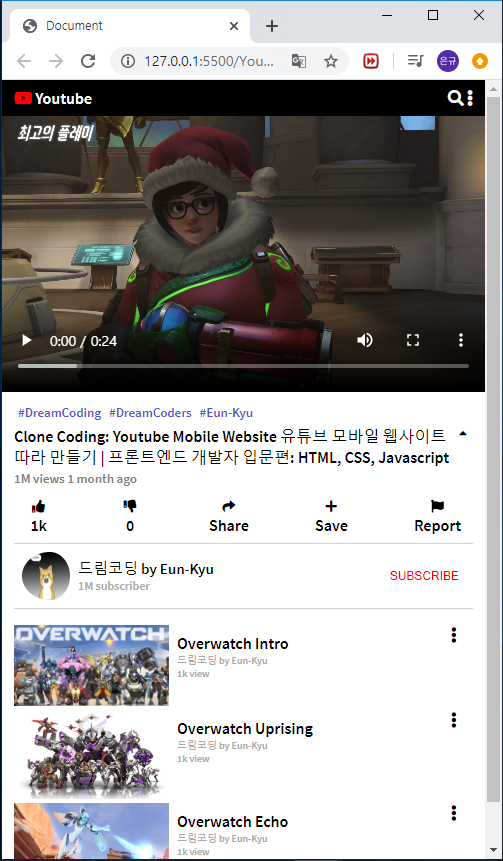 Document
127.0.0.1:5500/You...
은규
Youtube
최고의 플레이
0:00 / 0:24
#DreamCoding #DreamCoders #Eun-Kyu
Clone Coding: Youtube Mobile Website 유튜브 모바일 웹사이트
따라 만들기 | 프론트엔드 개발자 입문편: HTML, CSS, Javascript
1M views 1 month ago
1k 0 Share Save Report
드림코딩 by Eun-Kyu
1M subscriber
SUBSCRIBE
OVERWATCH
Overwatch Intro
드림코딩 by Eun-Kyu
1k view
Overwatch Uprising
드림코딩 by Eun-Kyu
1k view
Overwatch Echo
드림코딩 by Eun-Kyu
1k view